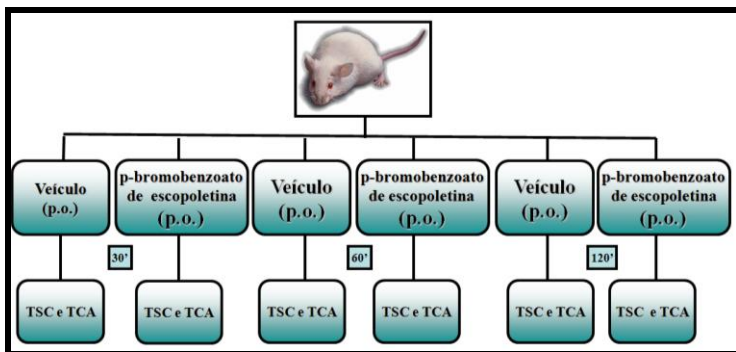 Veículo
(p.o.)
p-bromobenzoato
de escopoletina
(p.o.)
Veículo
(p.o.)
p-bromobenzoato
de escopoletina
(p.o.)
Veículo
(p.o.)
p-bromobenzoato
de escopoletina
(p.o.)
30'
60'
120'
TSC e TCA
TSC e TCA
TSC e TCA
TSC e TCA
TSC e TCA
TSC e TCA